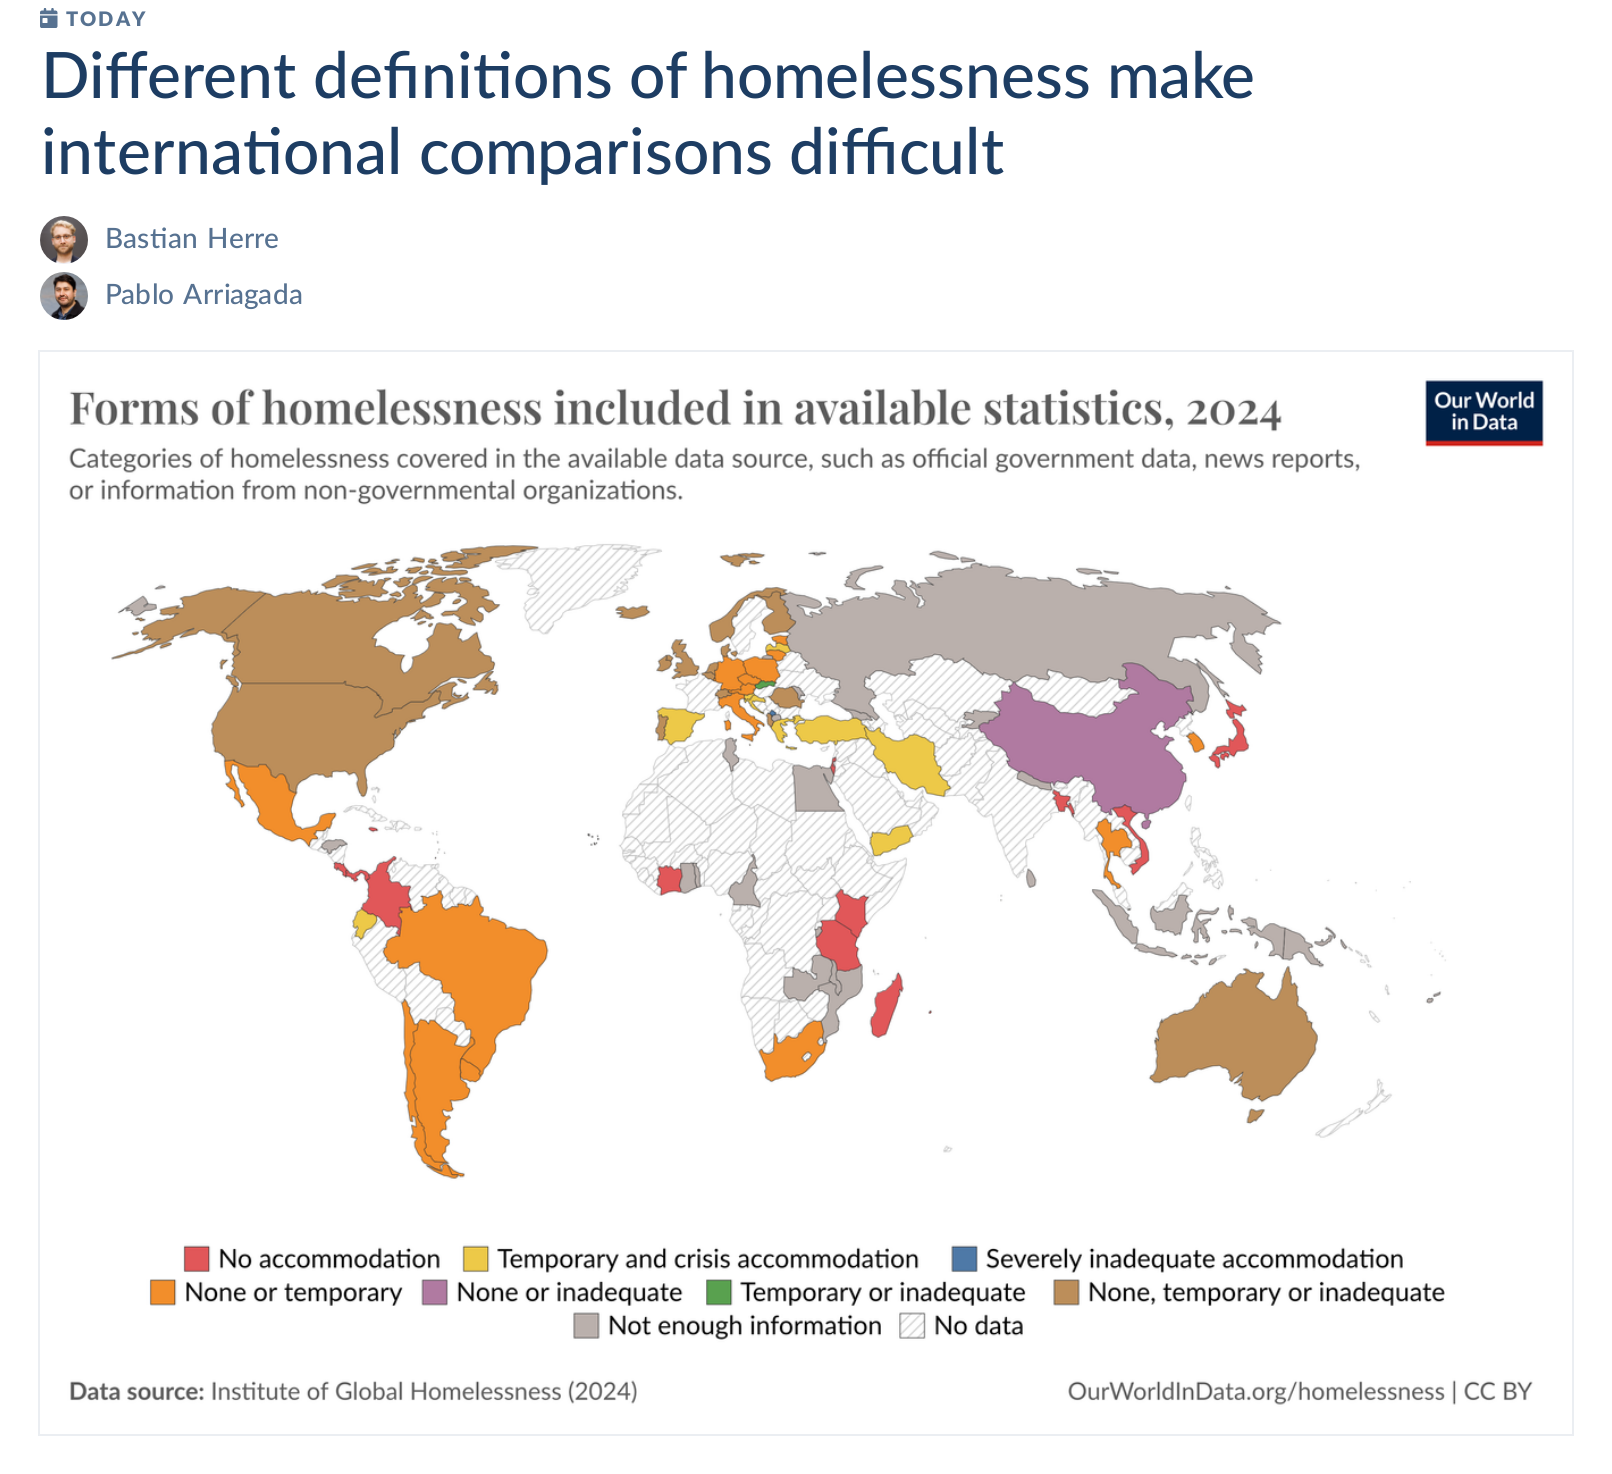 TODAY
Different definitions of homelessness make
international comparisons difficult
Bastian Herre
Pablo Arriagada
Forms of homelessness included in available statistics, 2024
Our World
in Data
Categories of homelessness covered in the available data source, such as official government data, news reports,
or information from non-governmental organizations.
No accommodation
Temporary and crisis accommodation
Severely inadequate accommodation
None or temporary
None or inadequate
Temporary or inadequate
None, temporary or inadequate
Not enough information
No data
Data source: Institute of Global Homelessness (2024)
OurWorldInData.org/homelessness | CC BY